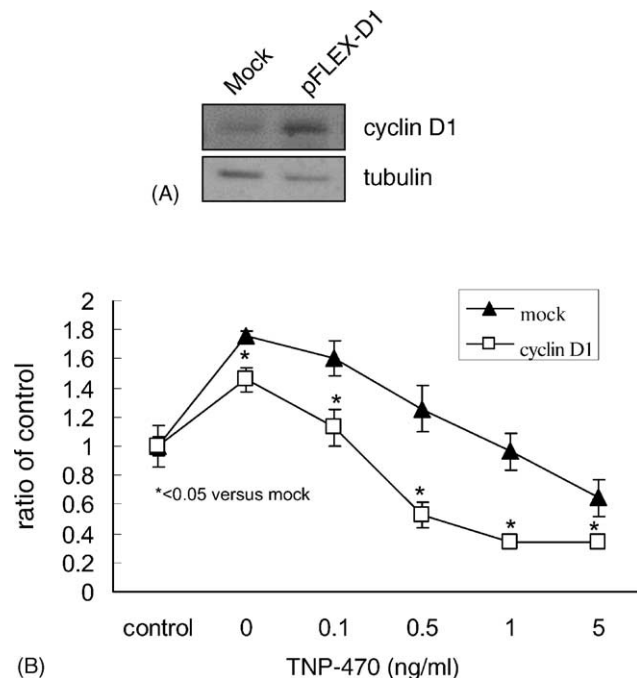 Mock pFLEX-D1
cyclin D1
tubulin
(A)
2
1.8
1.6
1.4
1.2
1
0.8
0.6
0.4
0.2
0
ratio of control
mock
cyclin D1
*
*
*
*
*
*<0.05 versus mock
control 0 0.1 0.5 1 5
(B) TNP-470 (ng/ml)